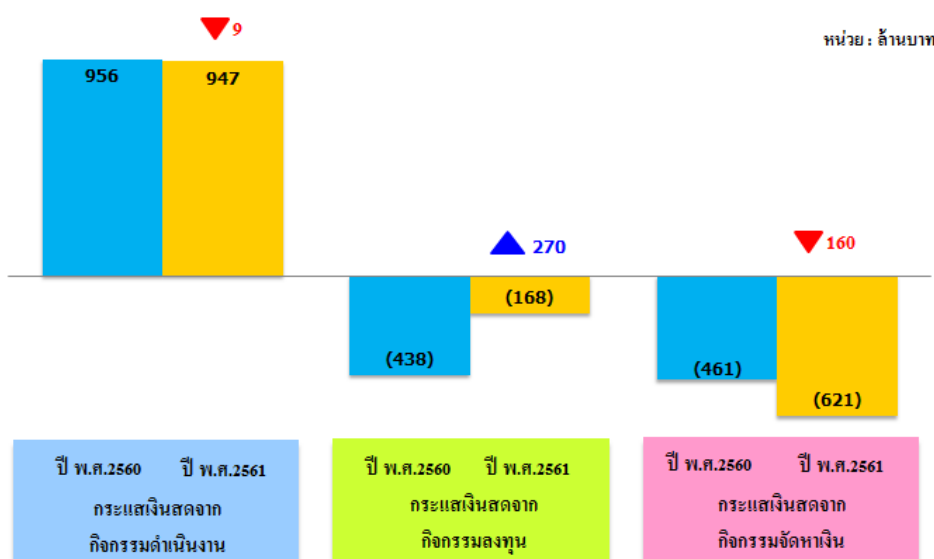 9
หน่วย : ล้านบาท
956 947
270 160
(168)
(438) (461)
(621)
ปี พ.ศ.2560 ปี พ.ศ.2561
กระแสเงินสดจาก
กิจกรรมดำเนินงาน
ปี พ.ศ.2560 ปี พ.ศ.2561
กระแสเงินสดจาก
กิจกรรมลงทุน
ปี พ.ศ.2560 ปี พ.ศ.2561
กระแสเงินสดจาก
กิจกรรมจัดหาเงิน